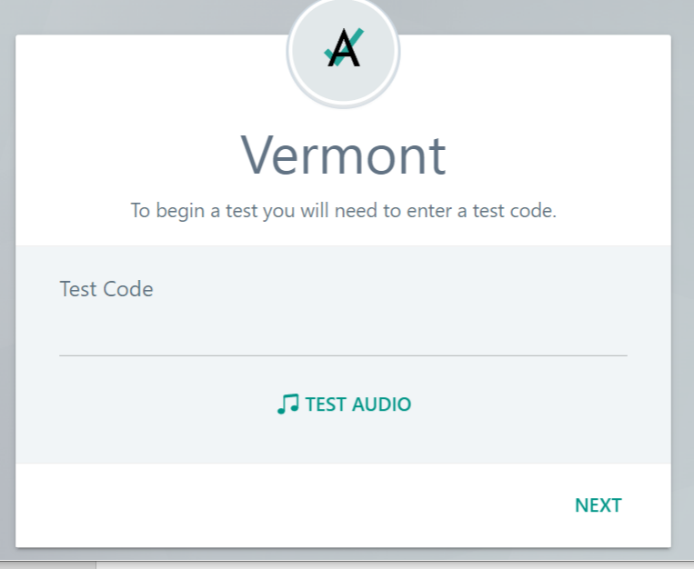 A
Vermont
To begin a test you will need to enter a test code.
Test Code
TEST AUDIO
NEXT